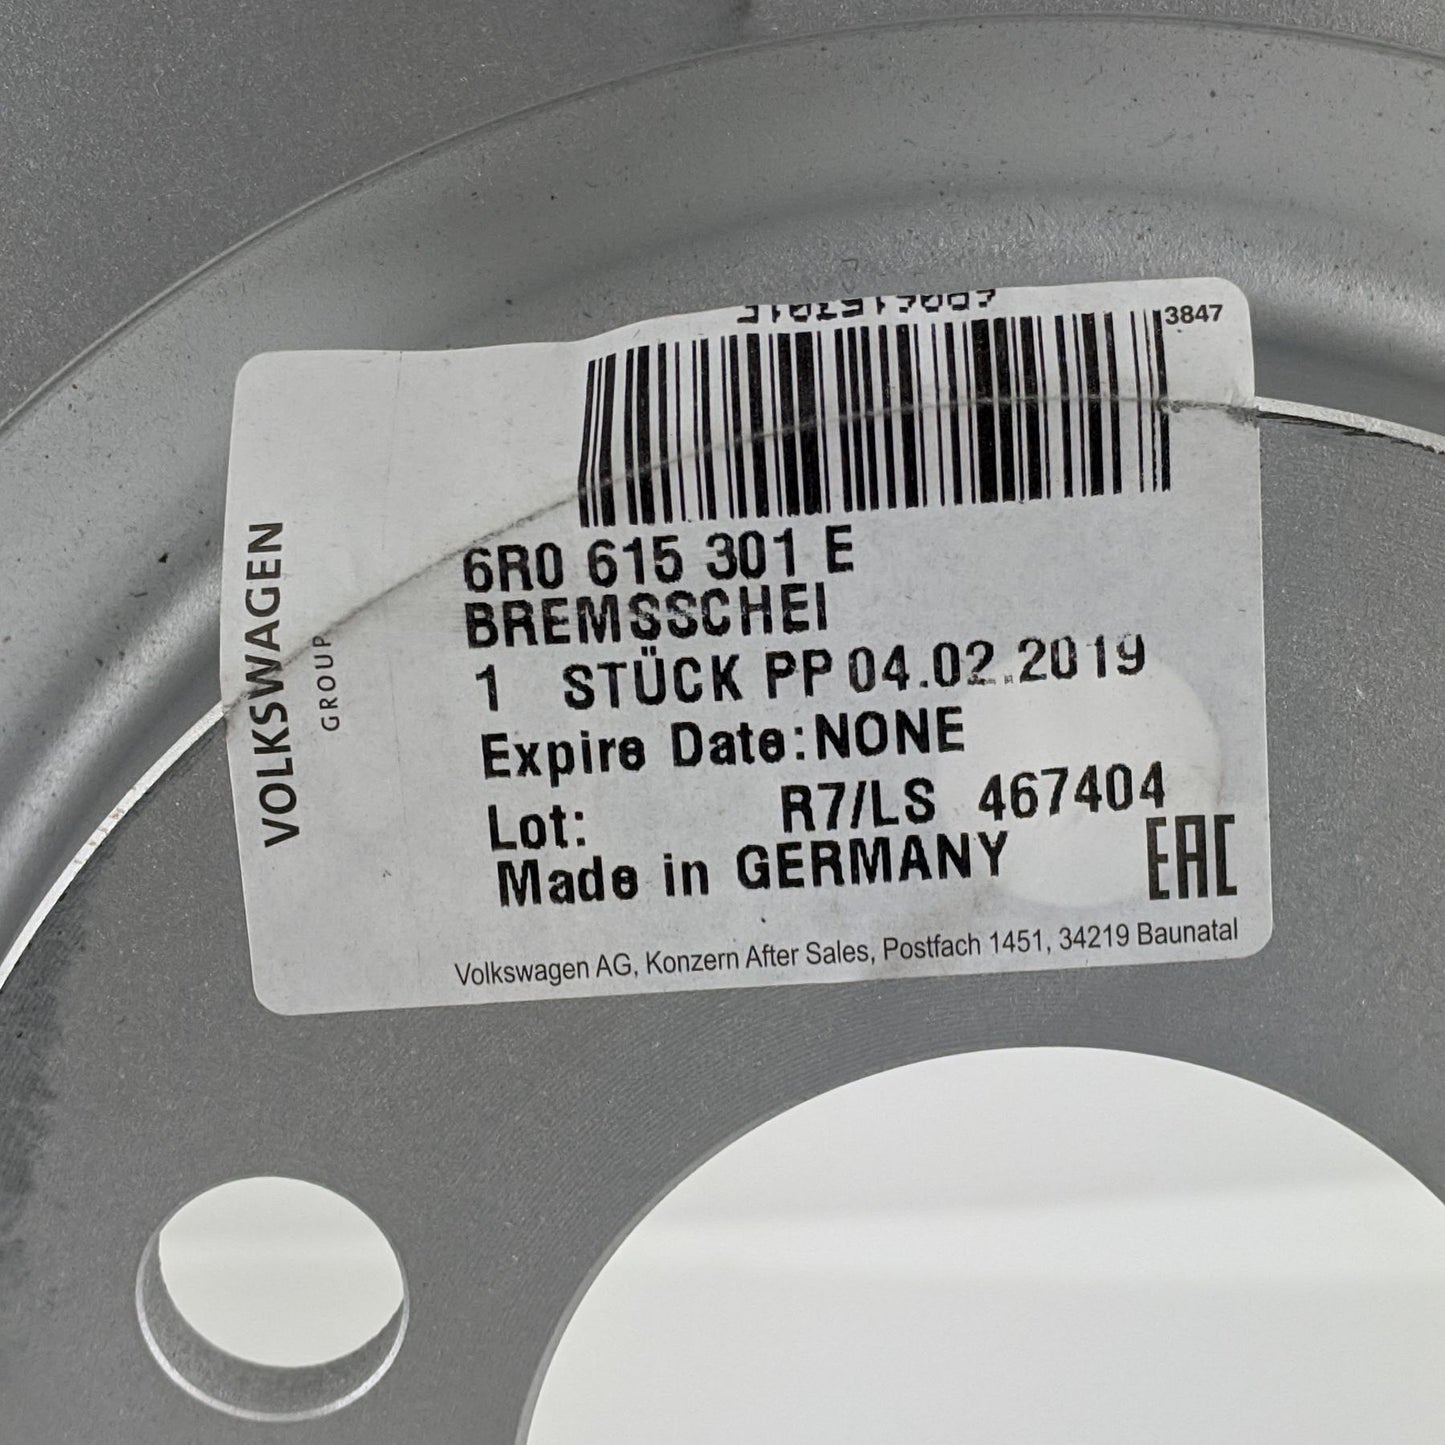 3847
6R0 615 301 E
BREMSSCHEI
1 STÜCK PP 04.02.2019
Expire Date:NONE
Lot: R7/LS 467404
Made in GERMANY
EAC
Volkswagen AG, Konzern After Sales, Postfach 1451, 34219 Baunatal
VOLKSWAGEN
GROUP